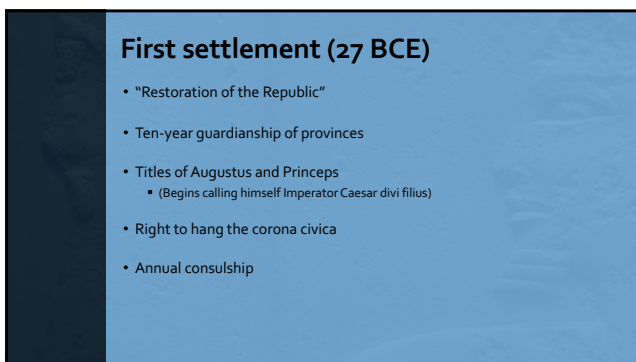 First settlement (27 BCE)
• "Restoration of the Republic"
• Ten-year guardianship of provinces
• Titles of Augustus and Princeps
▪ (Begins calling himself Imperator Caesar divi filius)
• Right to hang the corona civica
• Annual consulship